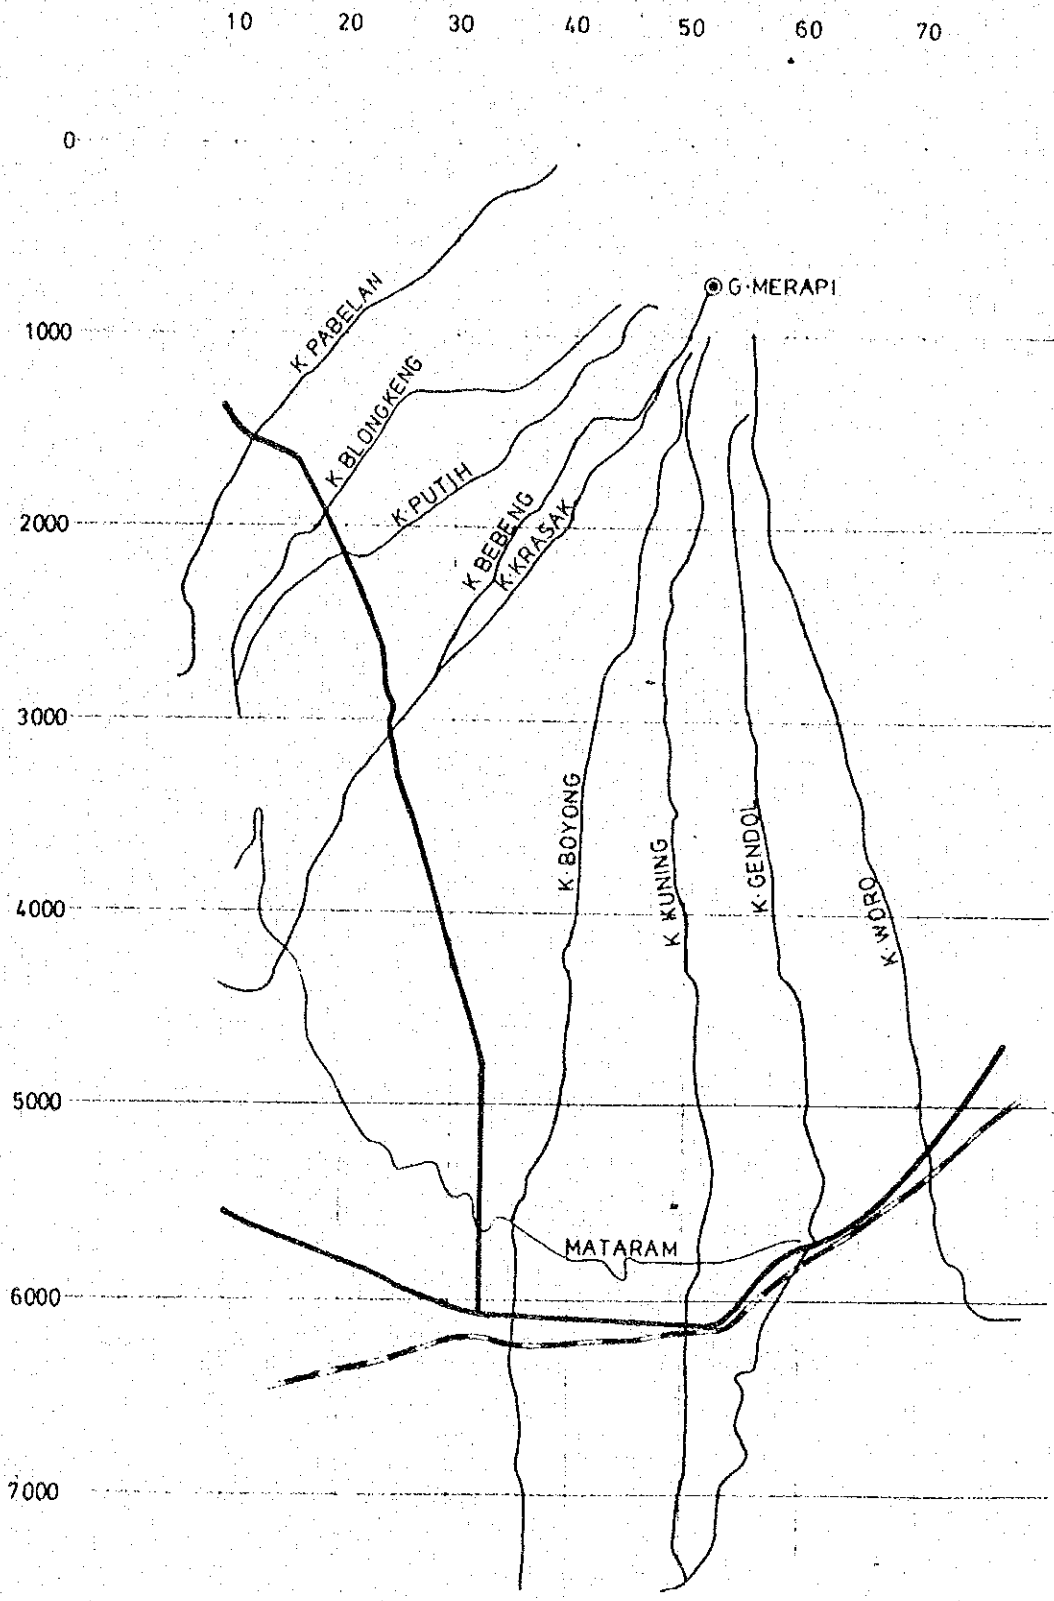 10 20 30 40 50 60 70
0
G.MERAPI
K PABELAN
1000
K BLONGKENG
K.PUTIH
2000
K BEBENG
K.KRASAK
3000
K BOYONG
K KUNING
K.GENDOL
K.WORO
4000
5000
MATARAM
6000
7000